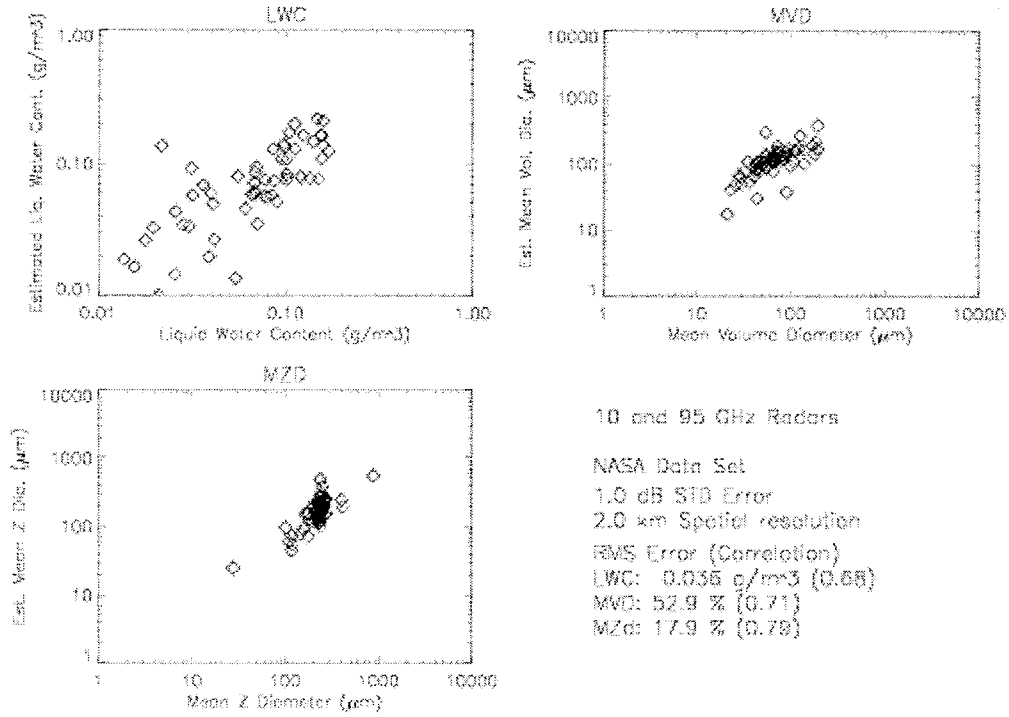 LWC
Estimated Liq. Water Cont. (g/m3)
1.00
0.10
0.01
0.01 0.10 1.00
Liquid Water Content (g/m3)
MVD
Est. Mean Vol. Dia. (μm)
10000
1000
100
10
1
1 10 100 1000 10000
Mean Volume Diameter (μm)
MZD
Est. Mean Z Dia. (μm)
10000
1000
100
10
1
1 10 100 1000 10000
Mean Z Diameter (μm)
10 and 95 GHz Radars
NASA Data Set
1.0 dB STD Error
2.0 km Spatial resolution
RMS Error (Correlation)
LWC: 0.036 g/m3 (0.68)
MVD: 52.9 % (0.71)
MZd: 17.9 % (0.79)